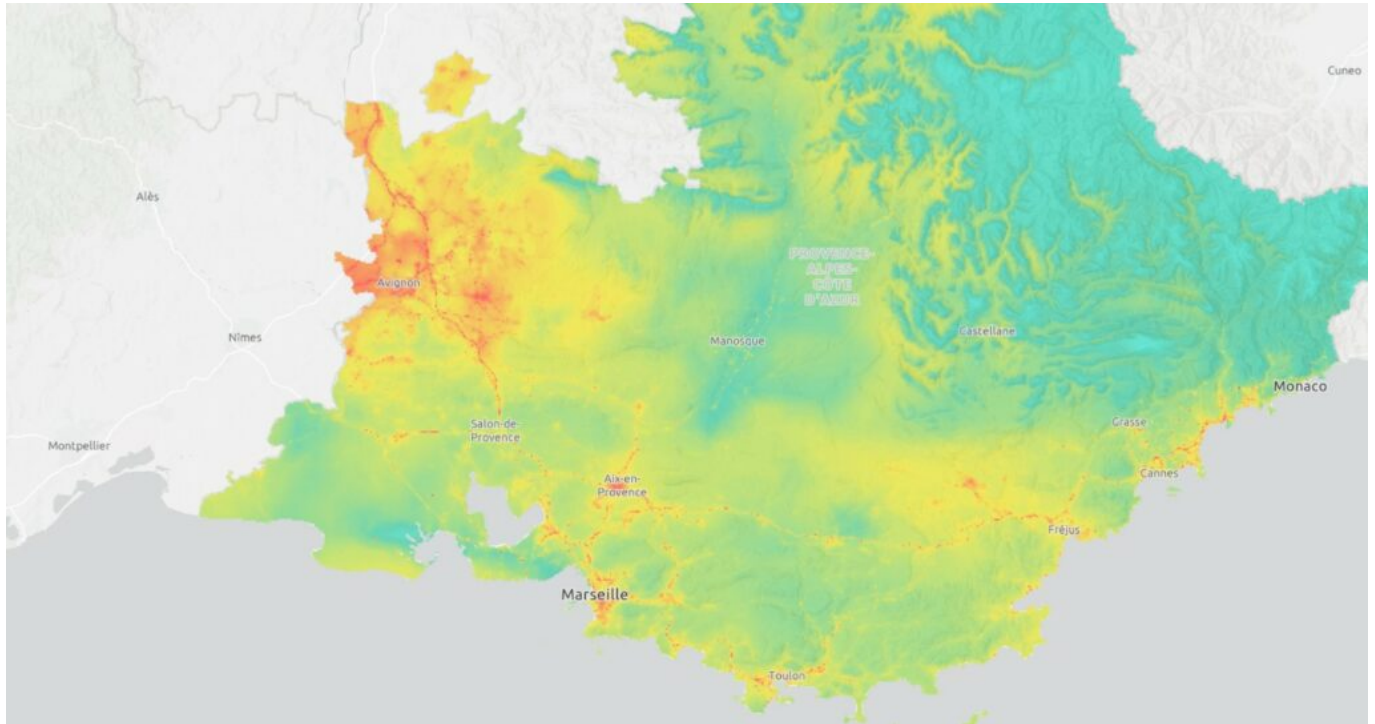 Cuneo
Alès
PROVENCE-
ALPEN-
CÔTE
D'AZUR
Avignon
Castellane
Nîmes
Manosque
Monaco
Grasse
Salon-de-
Provence
Montpellier
Cannes
Aix-en-
Provence
Fréjus
Marseille
Toulon